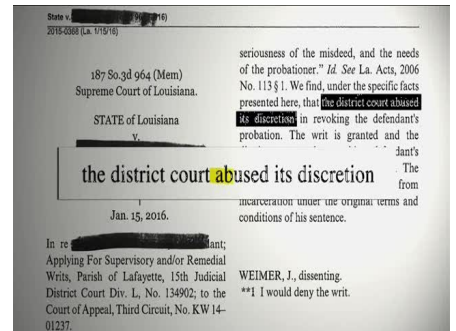 State v.
16)
2015-0368 (La. 1/15/16)
187 So.3d 964 (Mem)
Supreme Court of Louisiana.
STATE of Louisiana
v.
Jan. 15, 2016.
In re
dant;
Applying For Supervisory and/or Remedial
Writs, Parish of Lafayette, 15th Judicial
District Court Div. L, No. 134902; to the
Court of Appeal, Third Circuit, No. KW 14–
01237.
seriousness of the misdeed, and the needs
of the probationer." Id. See La. Acts, 2006
No. 113 § 1. We find, under the specific facts
presented here, that the district court abused
its discretion in revoking the defendant's
probation. The writ is granted and the
dant's
the district court abused its discretion
. The
from
incarceration under the original terms and
conditions of his sentence.
WEIMER, J., dissenting.
**1 I would deny the writ.